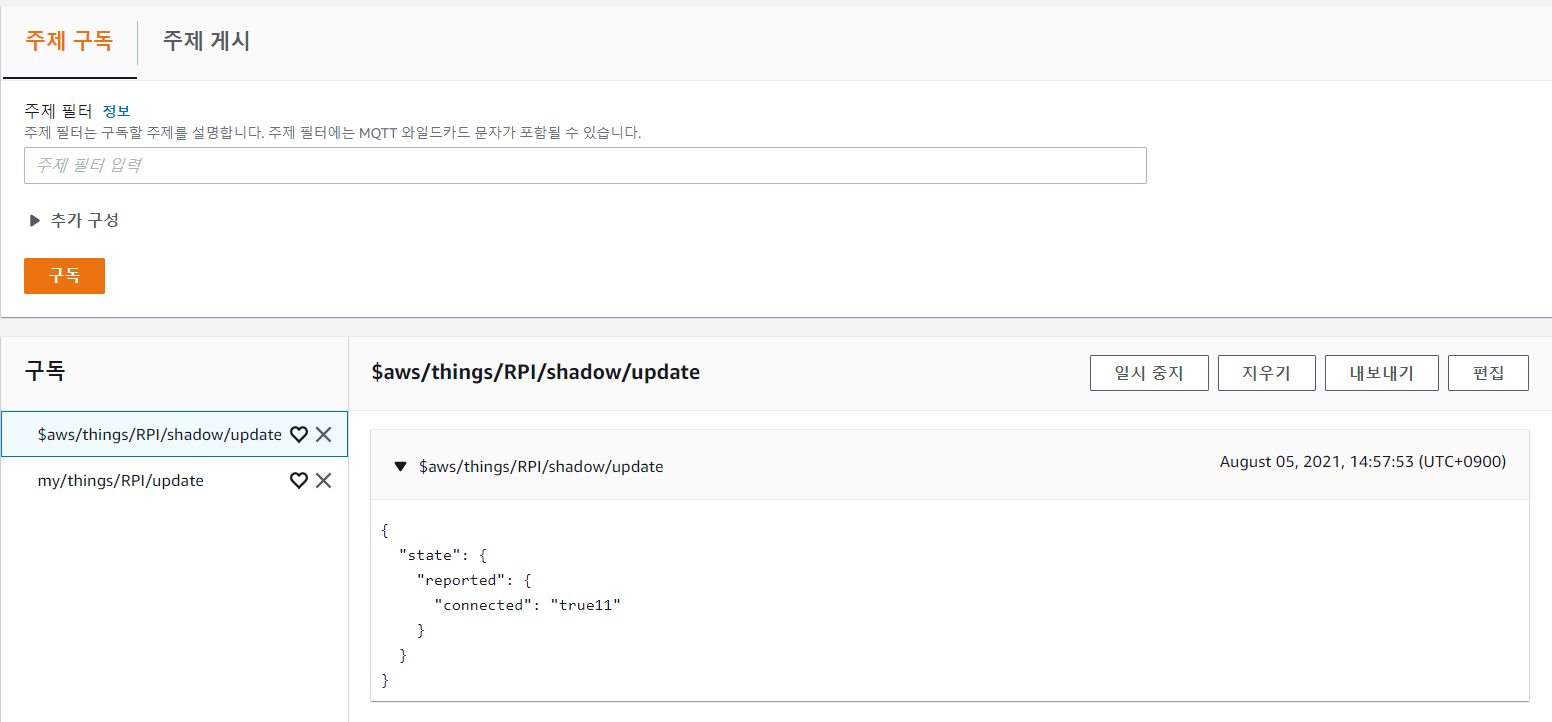 주제 구독
주제 게시
주제 필터 정보
주제 필터는 구독할 주제를 설명합니다. 주제 필터에는 MQTT 와일드카드 문자가 포함될 수 있습니다.
주제 필터 입력
추가 구성
구독
구독
$aws/things/RPI/shadow/update
my/things/RPI/update
$aws/things/RPI/shadow/update
일시 중지
지우기
내보내기
편집
$aws/things/RPI/shadow/update
August 05, 2021, 14:57:53 (UTC+0900)
{
"state": {
"reported": {
"connected": "true11"
}
}
}